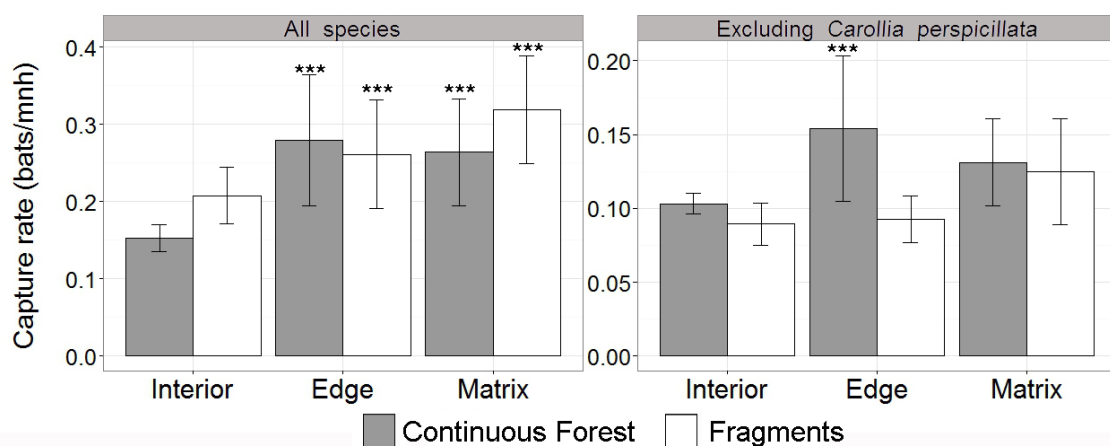 All species
Excluding Carollia perspicillata
Capture rate (bats/mnh)
0.4
0.3
0.2
0.1
0.0
*** *** *** ***
0.20
0.15
0.10
0.05
0.00
***
Interior Edge Matrix
Interior Edge Matrix
Continuous Forest Fragments